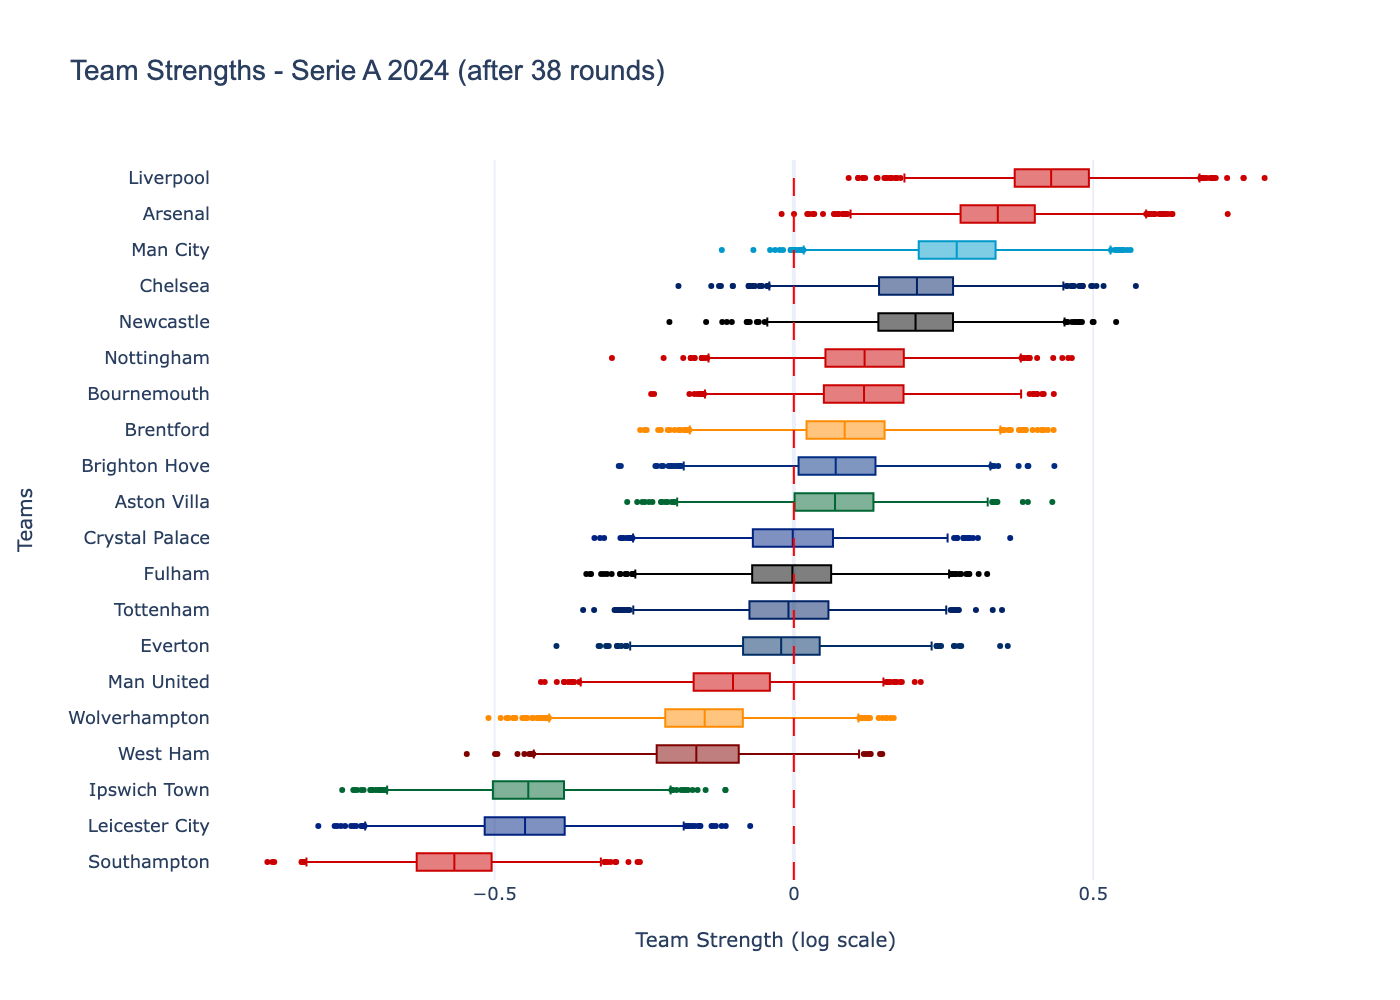 Team Strengths - Serie A 2024 (after 38 rounds)
Liverpool
Arsenal
Man City
Chelsea
Newcastle
Nottingham
Bournemouth
Brentford
Brighton Hove
Aston Villa
Crystal Palace
Fulham
Tottenham
Everton
Man United
Wolverhampton
West Ham
Ipswich Town
Leicester City
Southampton
Teams
−0.5
0
0.5
Team Strength (log scale)